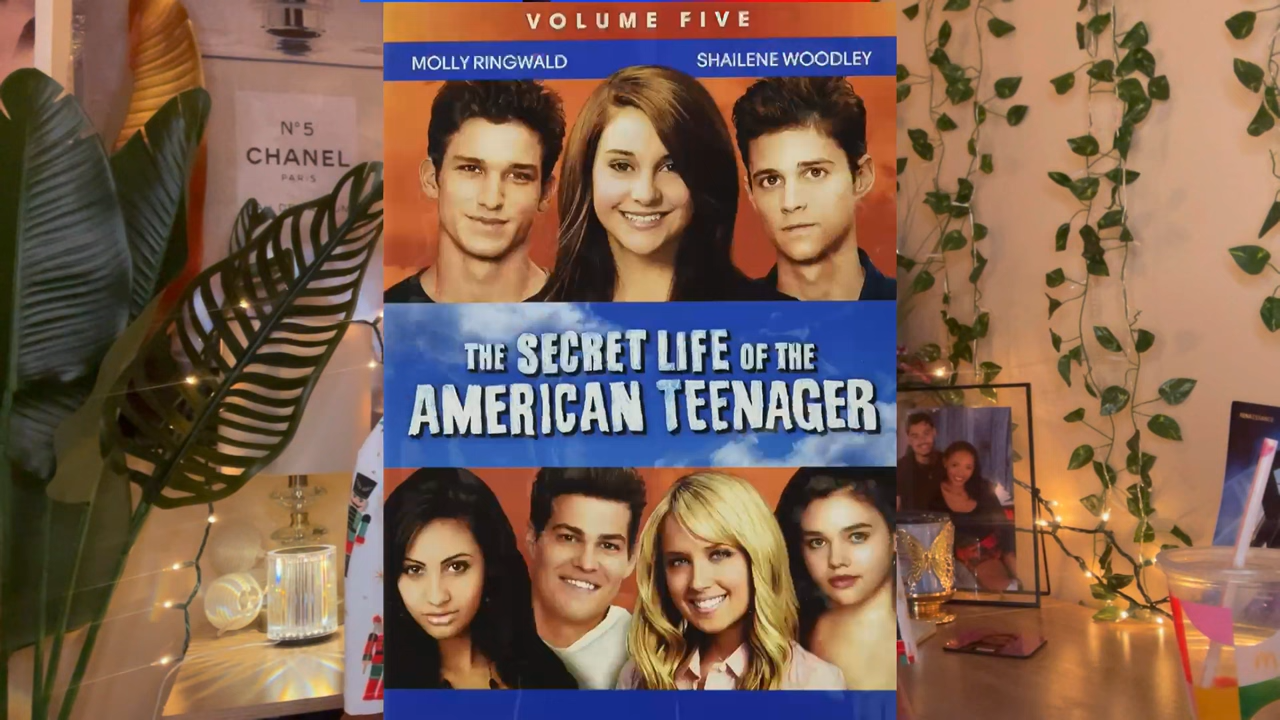 VOLUME FIVE
MOLLY RINGWALD
SHAILENE WOODLEY
THE SECRET LIFE OF THE
AMERICAN TEENAGER
N°5
CHANEL
PARIS